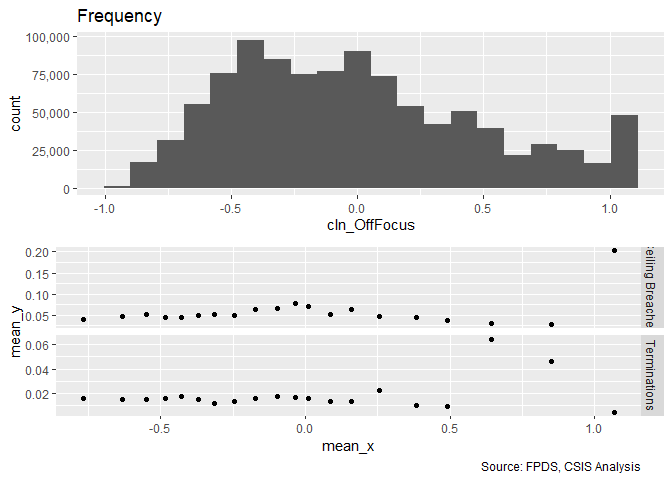 Frequency
100,000
75,000
50,000
25,000
0
count
-1.0 -0.5 0.0 0.5 1.0
cln_OffFocus
0.20
0.15
0.10
0.05
Ceiling Breache
0.06
0.04
0.02
Terminations
mean_y
-0.5 0.0 0.5 1.0
mean_x
Source: FPDS, CSIS Analysis